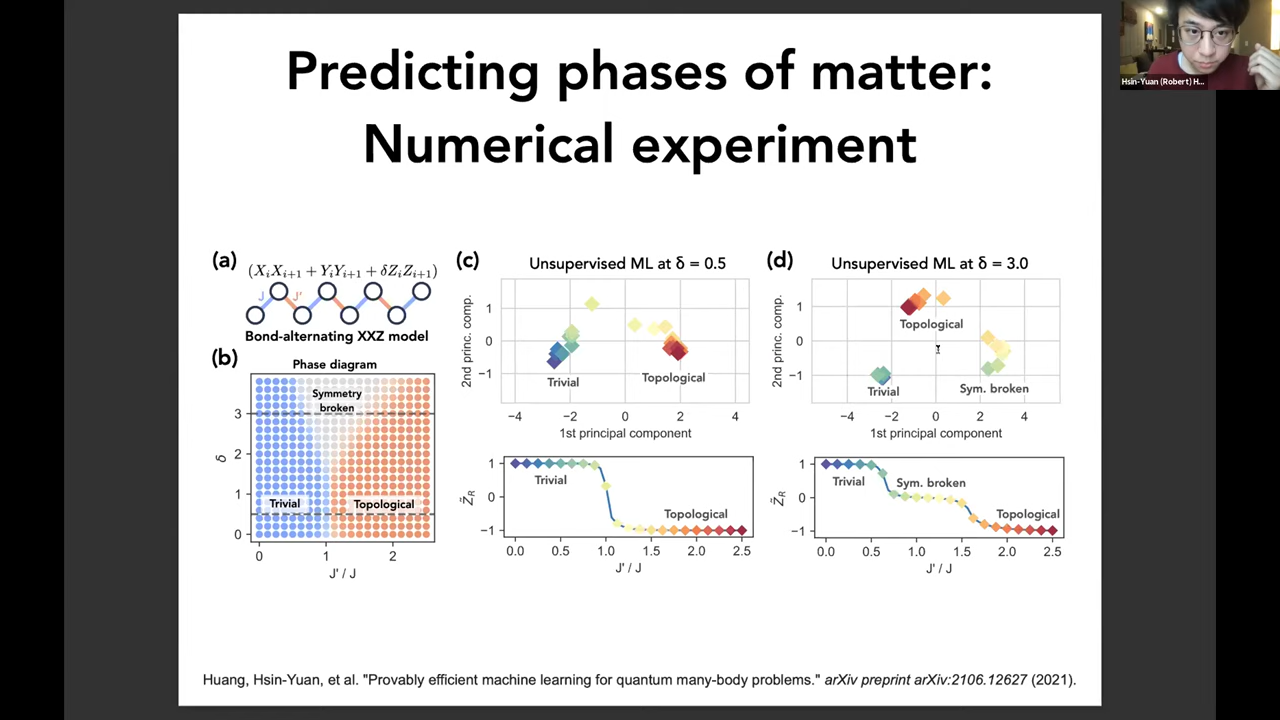 Predicting phases of matter:
Numerical experiment
Hsin-Yuan (Robert) H...
(a)
(XᵢXᵢ₊₁ + YᵢYᵢ₊₁ + δZᵢZᵢ₊₁)
J J'
Bond-alternating XXZ model
(b)
Phase diagram
Symmetry
broken
Trivial Topological
δ
3
2
1
0
0 1 2
J' / J
(c)
Unsupervised ML at δ = 0.5
2nd princ. comp.
1
0
−1
Trivial Topological
−4 −2 0 2 4
1st principal component
Z̃_R
1
0
−1
Trivial
Topological
0.0 0.5 1.0 1.5 2.0 2.5
J' / J
(d)
Unsupervised ML at δ = 3.0
2nd princ. comp.
1
0
−1
Topological
Trivial Sym. broken
−4 −2 0 2 4
1st principal component
Z̃_R
1
0
−1
Trivial Sym. broken
Topological
0.0 0.5 1.0 1.5 2.0 2.5
J' / J
Huang, Hsin-Yuan, et al. "Provably efficient machine learning for quantum many-body problems." arXiv preprint arXiv:2106.12627 (2021).